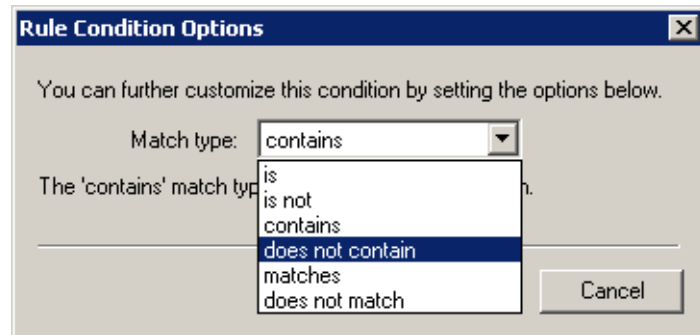 Rule Condition Options
You can further customize this condition by setting the options below.
Match type: contains
The 'contains' match typ
n.
is
is not
contains
does not contain
matches
does not match
Cancel